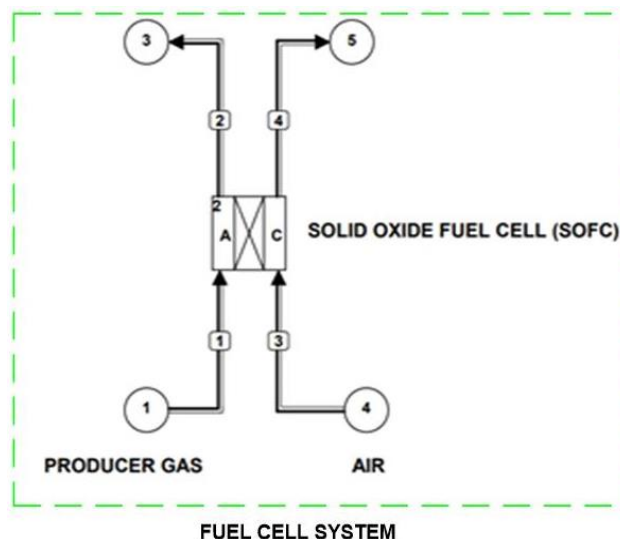 3 5
2 4
2
A C SOLID OXIDE FUEL CELL (SOFC)
1 3
1 4
PRODUCER GAS AIR
FUEL CELL SYSTEM